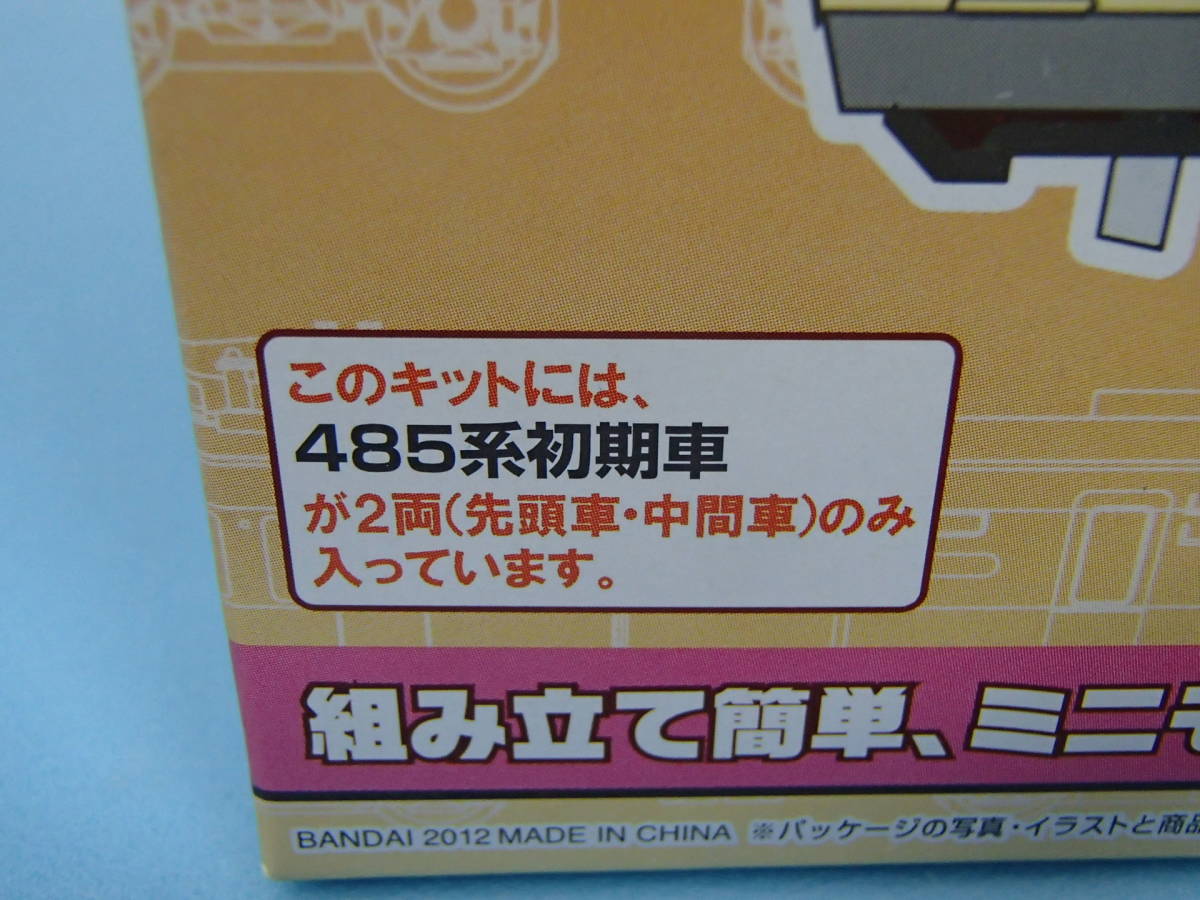 このキットには、
485系初期車
が2両(先頭車・中間車)のみ
入っています。
組み立て簡単、ミニ
BANDAI 2012 MADE IN CHINA ※パッケージの写真・イラストと商品